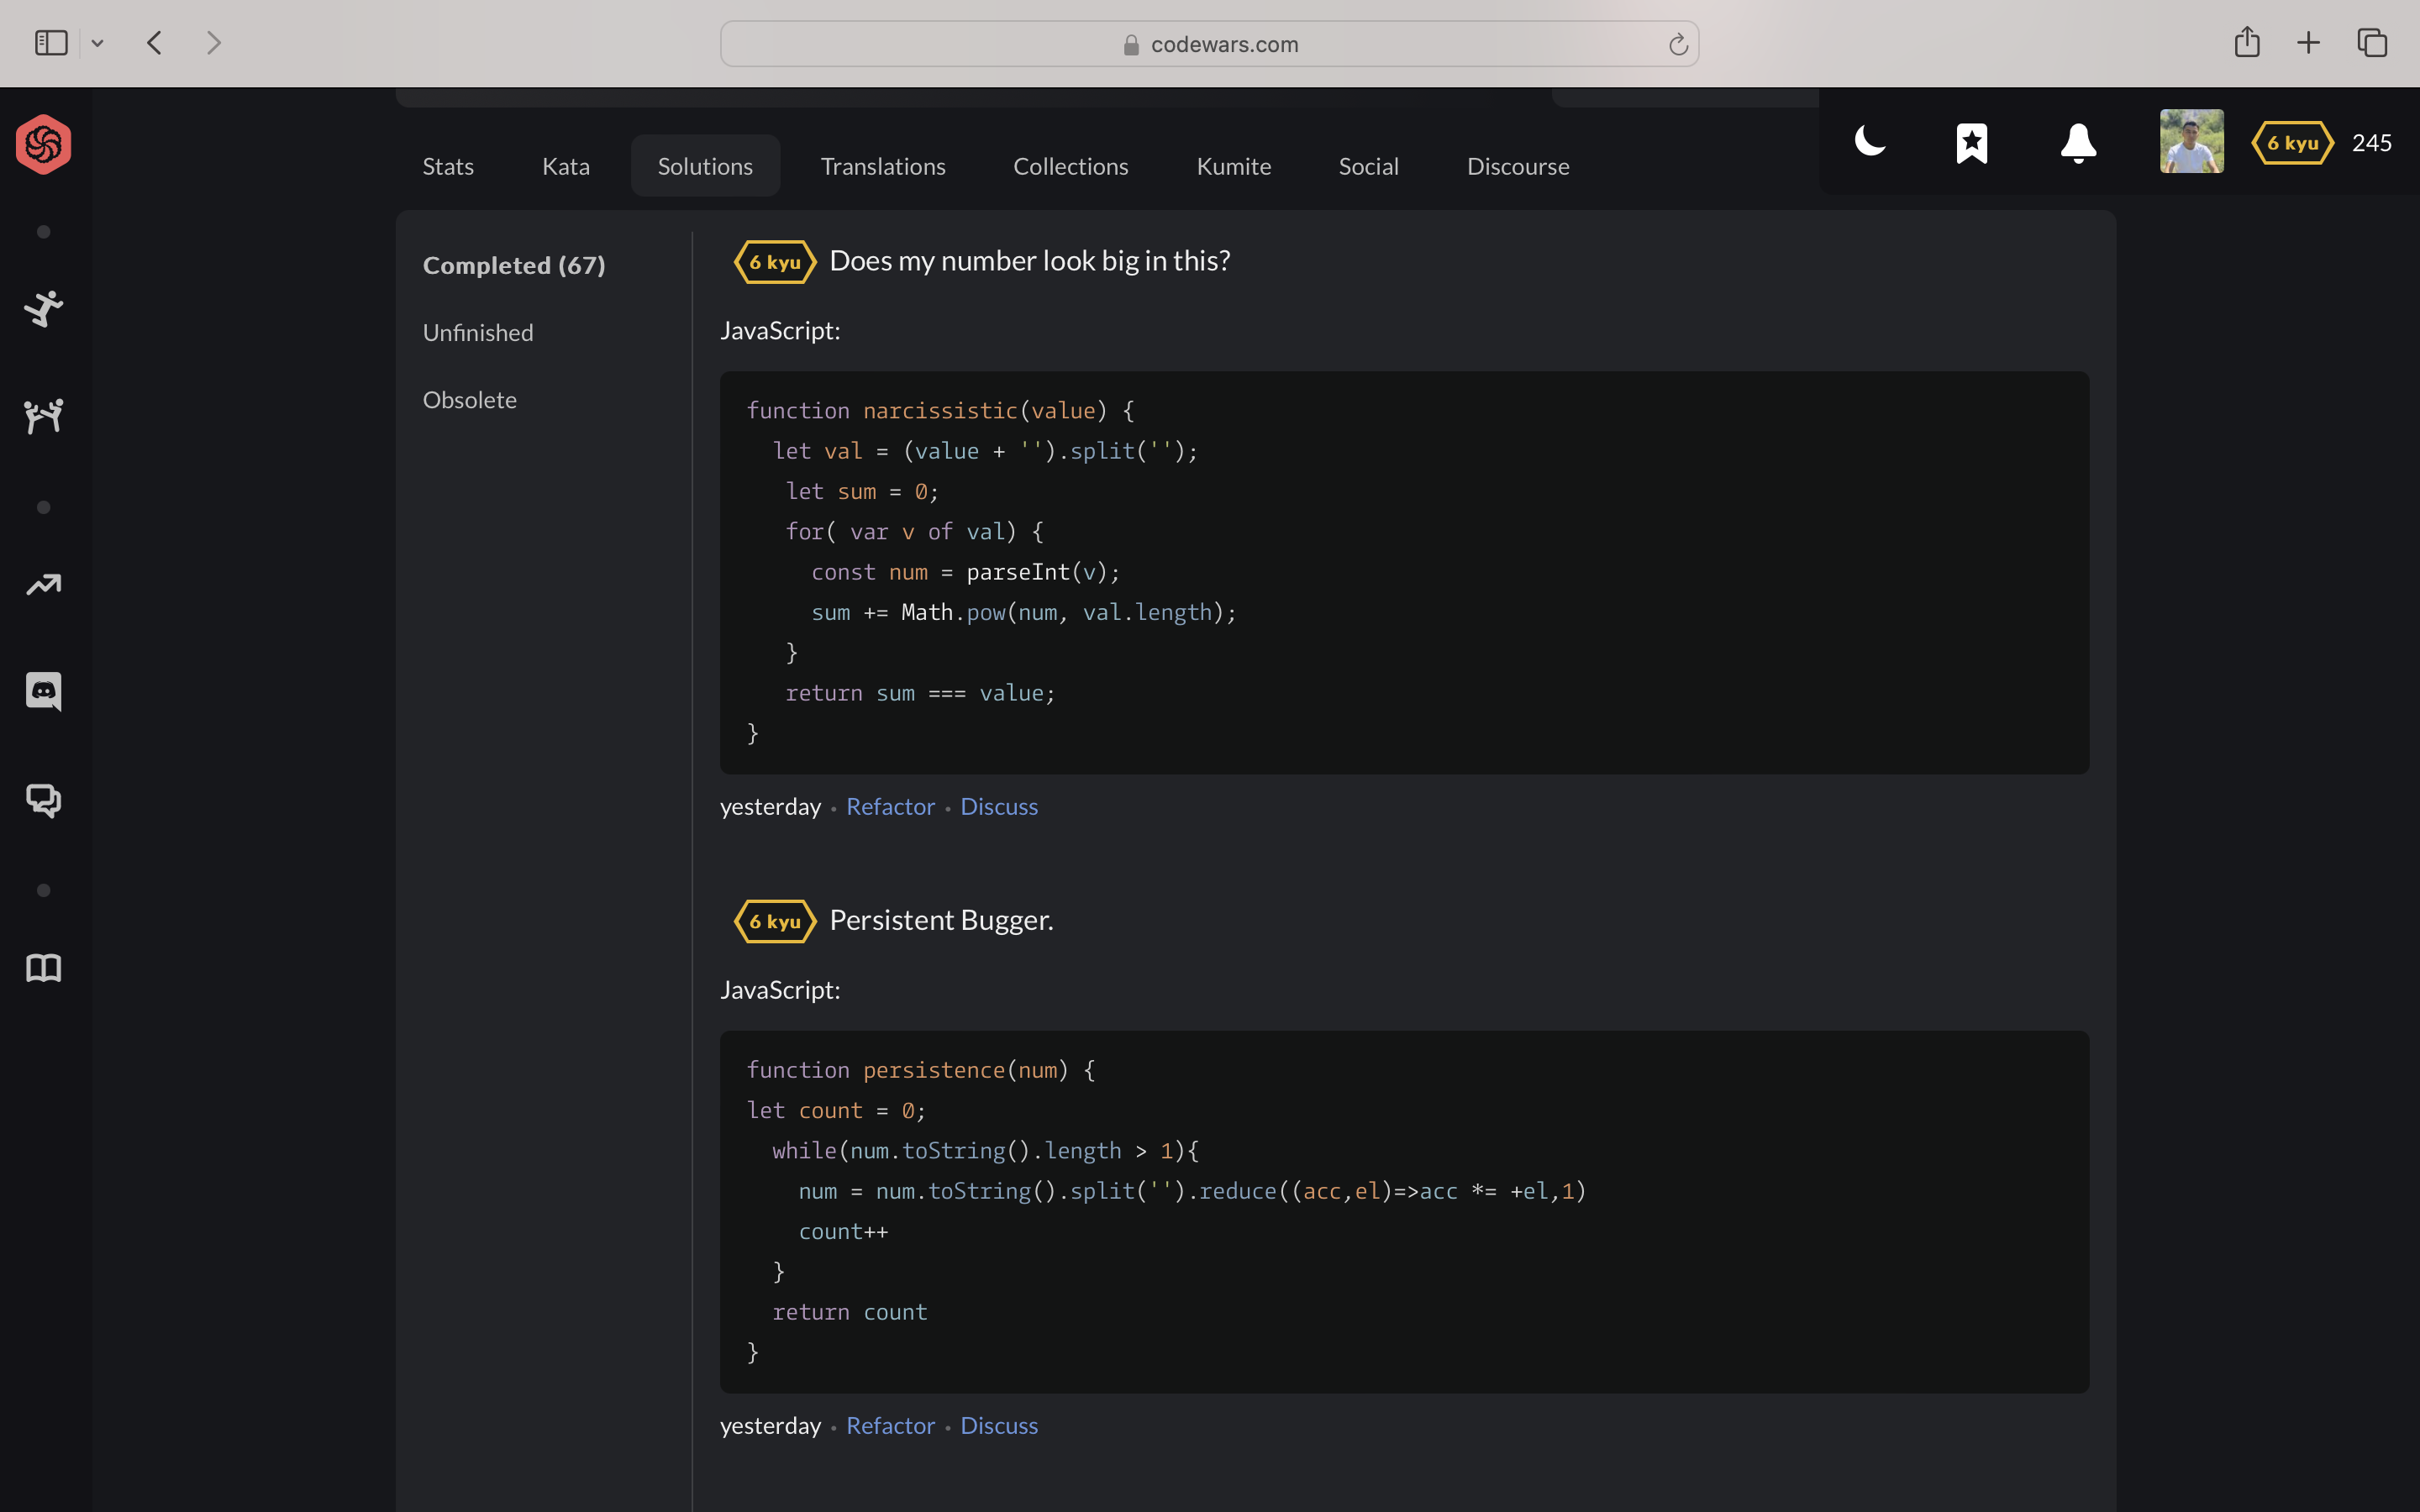 codewars.com
Stats Kata Solutions Translations Collections Kumite Social Discourse
6 kyu 245
Completed (67)
Unfinished
Obsolete
6 kyu Does my number look big in this?
JavaScript:
function narcissistic(value) {
  let val = (value + '').split('');
   let sum = 0;
   for( var v of val) {
     const num = parseInt(v);
     sum += Math.pow(num, val.length);
   }
   return sum === value;
}
yesterday • Refactor • Discuss
6 kyu Persistent Bugger.
JavaScript:
function persistence(num) {
let count = 0;
  while(num.toString().length > 1){
    num = num.toString().split('').reduce((acc,el)=>acc *= +el,1)
    count++
  }
  return count
}
yesterday • Refactor • Discuss